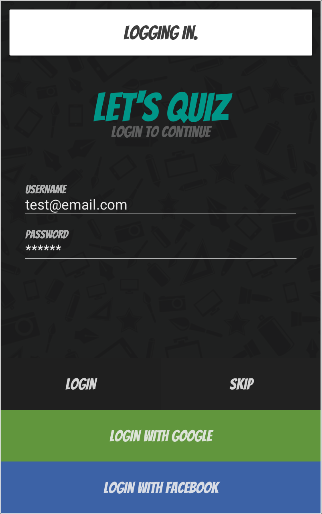 LOGGING IN.
LET'S QUIZ
LOGIN TO CONTINUE
USERNAME
test@email.com
PASSWORD
******
LOGIN
SKIP
LOGIN WITH GOOGLE
LOGIN WITH FACEBOOK